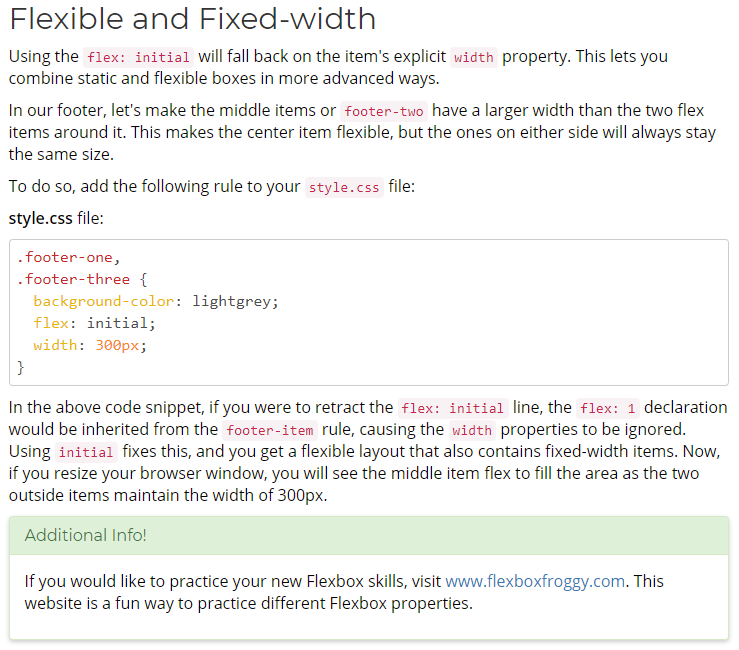 Flexible and Fixed-width
Using the flex: initial will fall back on the item's explicit width property. This lets you
combine static and flexible boxes in more advanced ways.
In our footer, let's make the middle items or footer-two have a larger width than the two flex
items around it. This makes the center item flexible, but the ones on either side will always stay
the same size.
To do so, add the following rule to your style.css file:
style.css file:
.footer-one,
.footer-three {
  background-color: lightgrey;
  flex: initial;
  width: 300px;
}
In the above code snippet, if you were to retract the flex: initial line, the flex: 1 declaration
would be inherited from the footer-item rule, causing the width properties to be ignored.
Using initial fixes this, and you get a flexible layout that also contains fixed-width items. Now,
if you resize your browser window, you will see the middle item flex to fill the area as the two
outside items maintain the width of 300px.
Additional Info!
If you would like to practice your new Flexbox skills, visit www.flexboxfroggy.com. This
website is a fun way to practice different Flexbox properties.